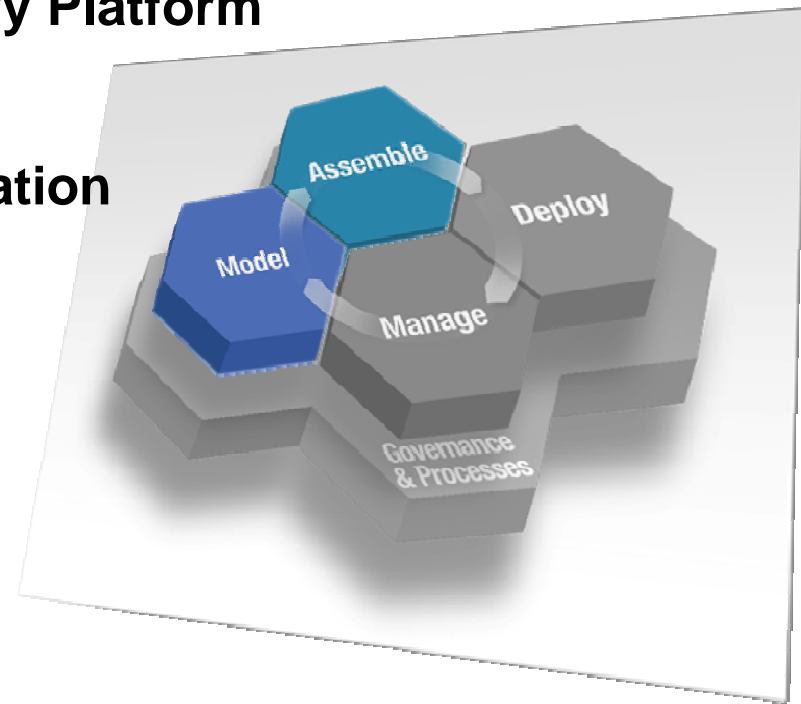 y Platform
ation
Assemble
Deploy
Model
Manage
Governance
& Processes